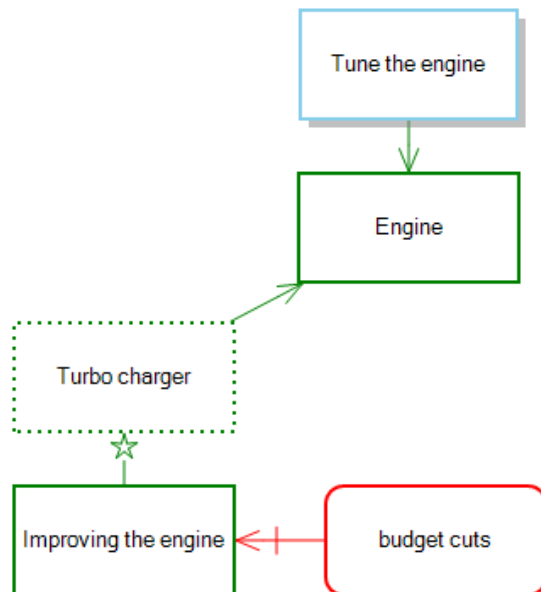 Tune the engine
Engine
Turbo charger
Improving the engine
budget cuts